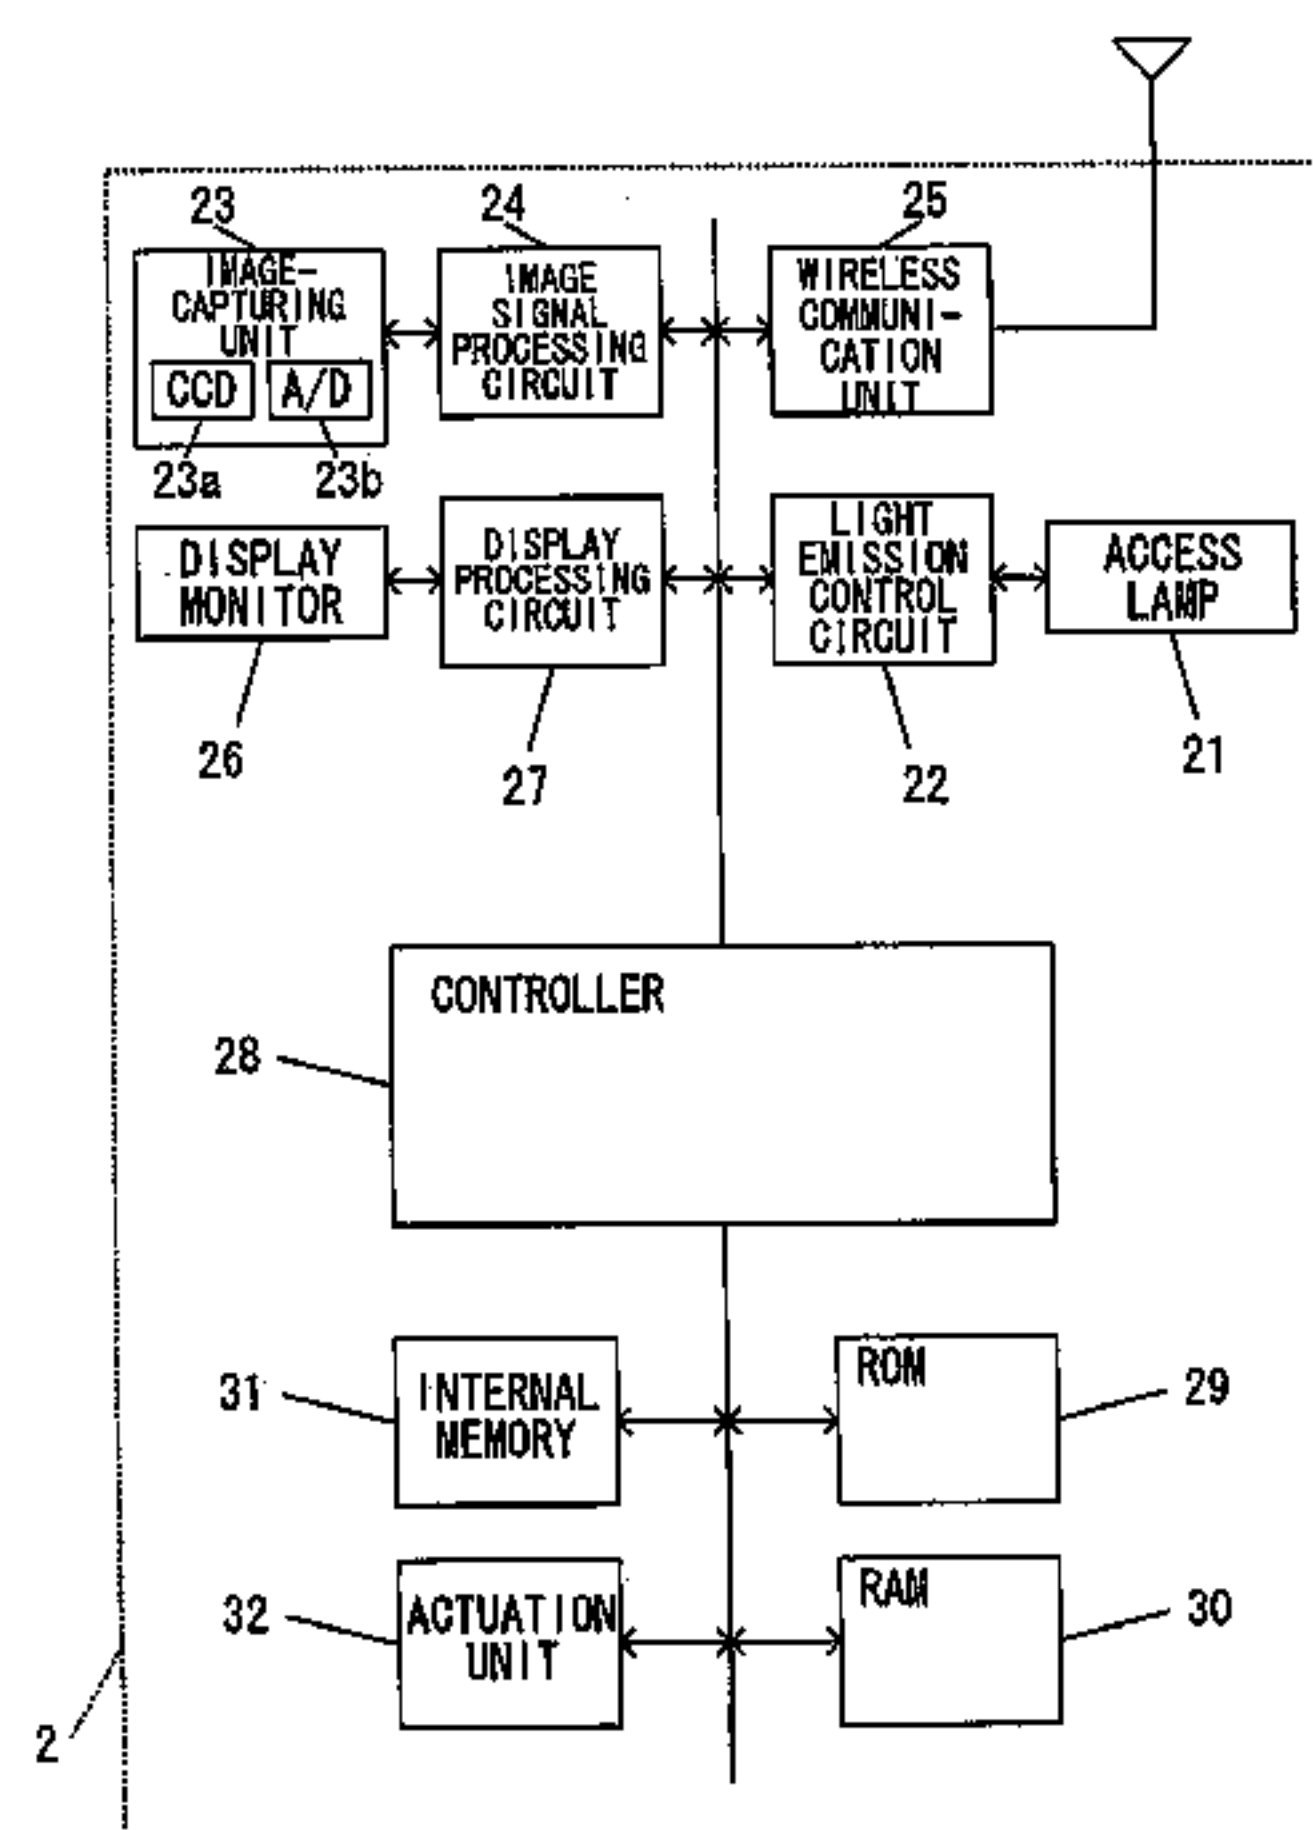 23
24
25
IMAGE-
CAPTURING
UNIT
CCD
A/D
23a
23b
IMAGE
SIGNAL
PROCESSING
CIRCUIT
WIRELESS
COMMUNI-
CATION
UNIT
DISPLAY
MONITOR
26
DISPLAY
PROCESSING
CIRCUIT
27
LIGHT
EMISSION
CONTROL
CIRCUIT
22
ACCESS
LAMP
21
CONTROLLER
28
31
INTERNAL
MEMORY
ROM
29
32
ACTUATION
UNIT
RAM
30
2